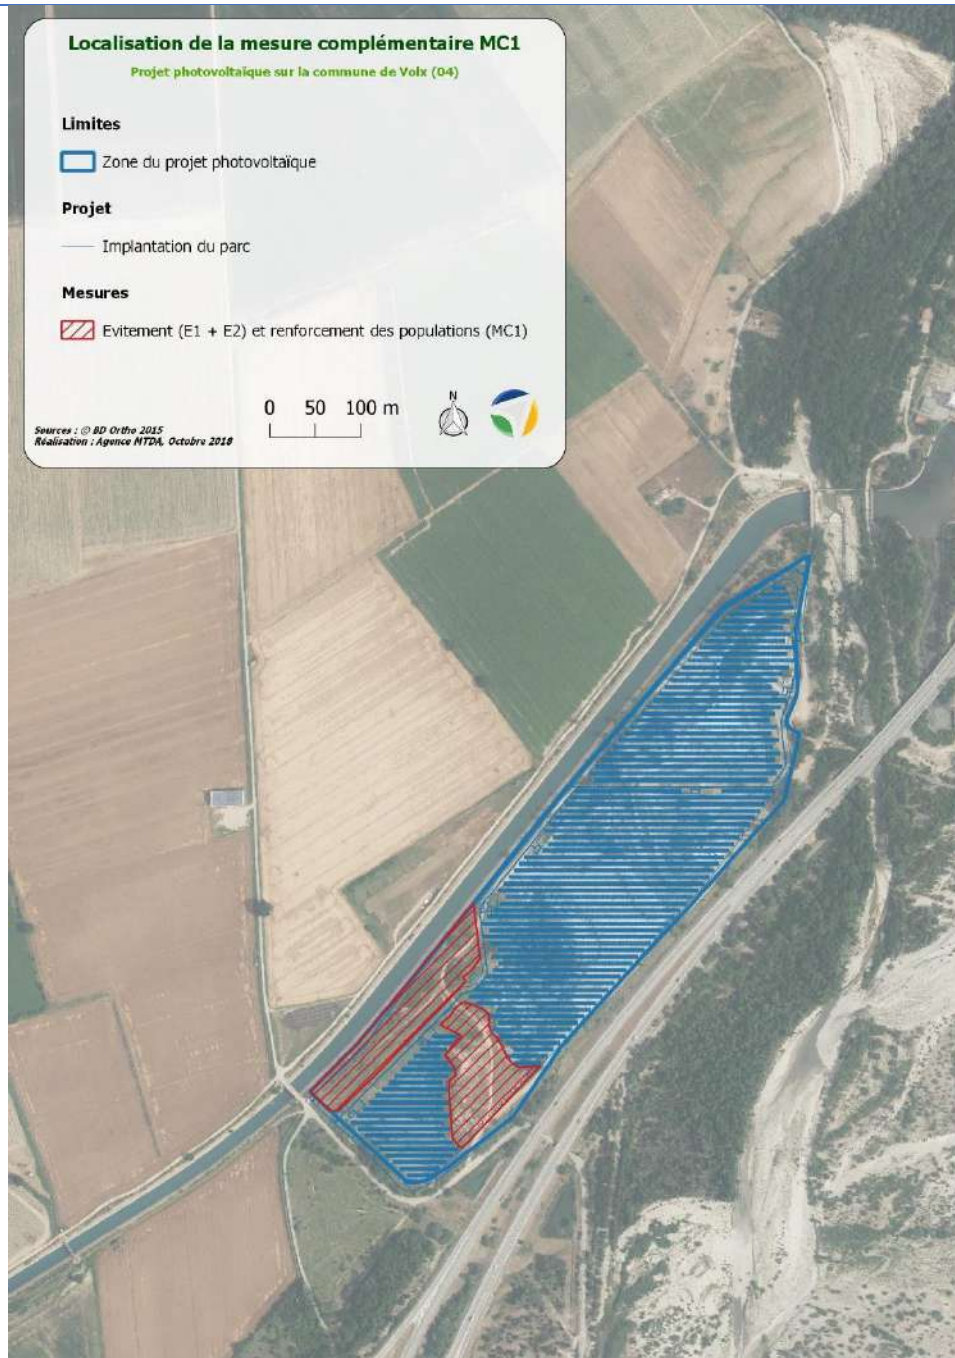 Localisation de la mesure complémentaire MC1
Projet photovoltaïque sur la commune de Volx (04)
Limites
Zone du projet photovoltaïque
Projet
Implantation du parc
Mesures
Evitement (E1 + E2) et renforcement des populations (MC1)
0 50 100 m
N
Sources : © BD Ortho 2015
Réalisation : Agence MTDA, Octobre 2018